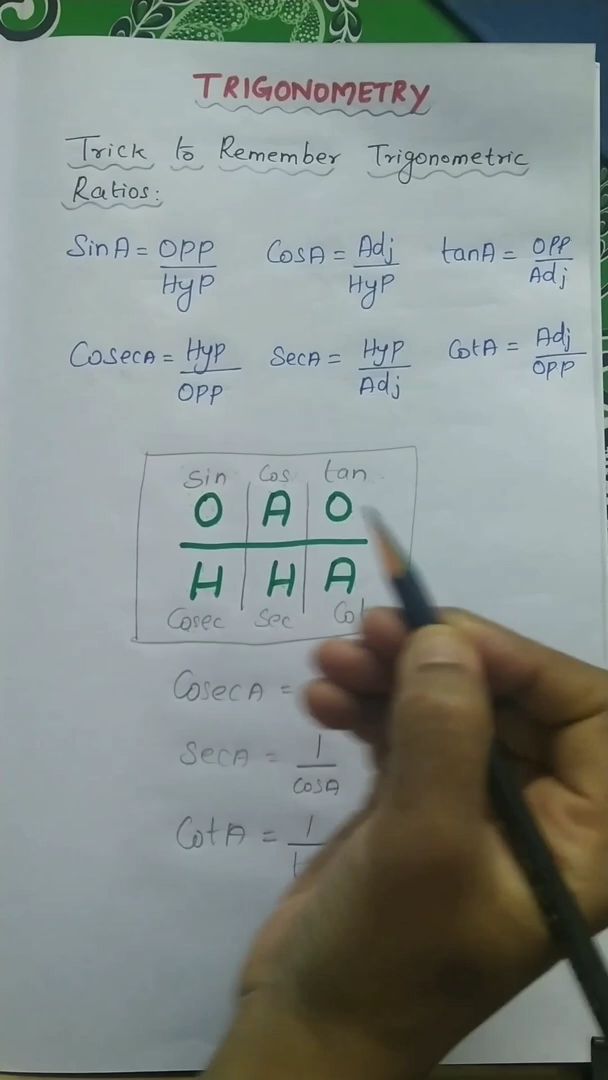 TRIGONOMETRY
Trick to Remember Trigonometric
Ratios:
SinA = OPP/HyP CosA = Adj/HyP tanA = OPP/Adj
CosecA = Hyp/OPP SecA = Hyp/Adj CotA = Adj/OPP
Sin Cos tan
O A O
H H A
Cosec Sec
CosecA =
SecA = 1/COSA
CotA = 1/